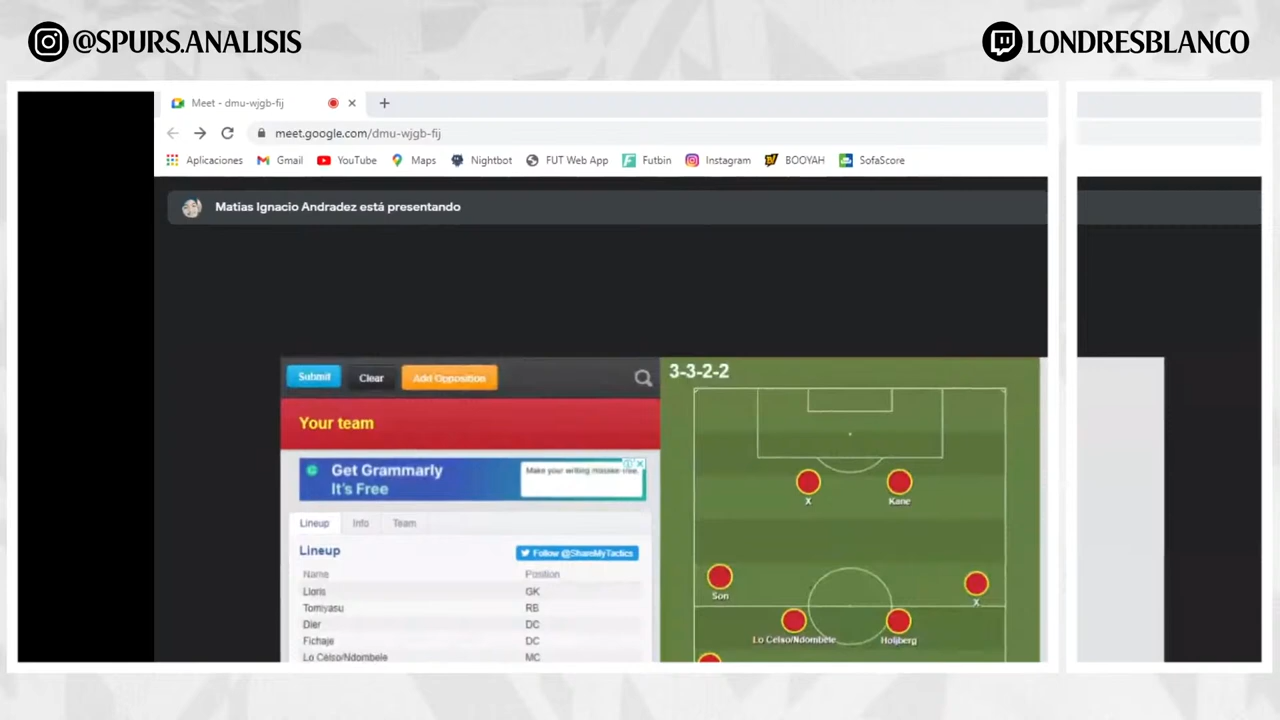 @SPURS.ANALISIS
LONDRESBLANCO
Meet - dmu-wjgb-fij
meet.google.com/dmu-wjgb-fij
Aplicaciones Gmail YouTube Maps Nightbot FUT Web App Futbin Instagram BOOYAH SofaScore
Matías Ignacio Andradez está presentando
Submit Clear Add Opposition
3-3-2-2
Your team
Get Grammarly
It's Free
Make your writing mistake-free.
X
Kane
Lineup Info Team
Lineup
Follow @ShareMyTactics
Name Position
Lloris GK
Tomiyasu RB
Dier DC
Fichaje DC
Lo Celso/Ndombele MC
Son
X
Lo Celso/Ndombele
Hojberg